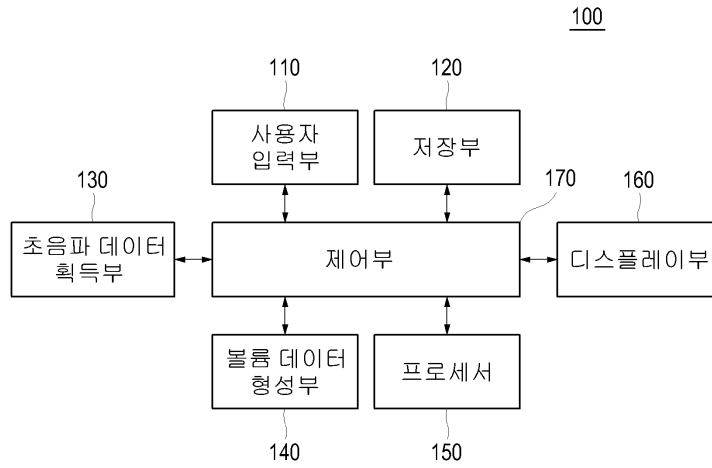 100
110
120
사용자
입력부
저장부
130
170
160
초음파 데이터
획득부
제어부
디스플레이부
볼륨 데이터
형성부
프로세서
140
150